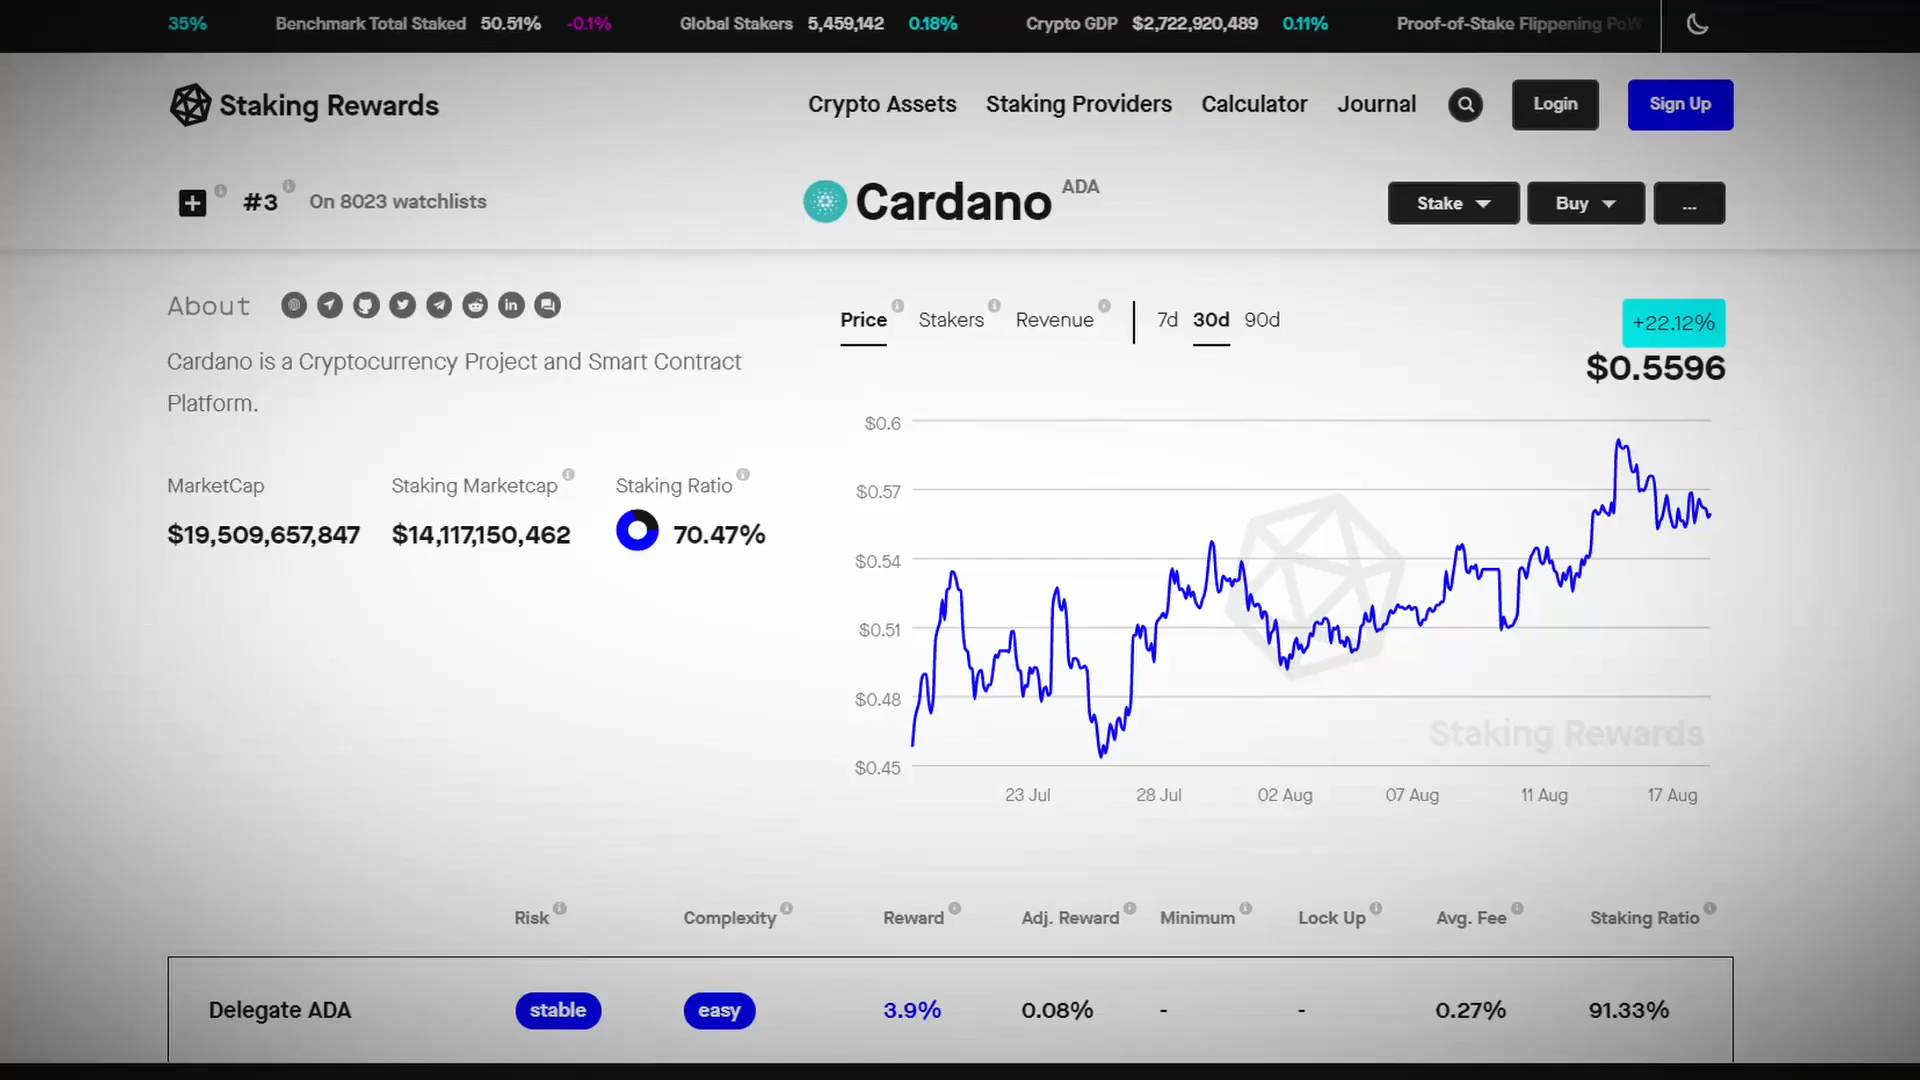 35% Benchmark Total Staked 50.51% -0.1% Global Stakers 5,459,142 0.18% Crypto GDP $2,722,920,489 0.11% Proof-of-Stake Flippening PoW
Staking Rewards
Crypto Assets Staking Providers Calculator Journal Login Sign Up
#3 On 8023 watchlists
Cardano ADA
Stake Buy ...
About
Cardano is a Cryptocurrency Project and Smart Contract
Platform.
MarketCap Staking Marketcap Staking Ratio
$19,509,657,847 $14,117,150,462 70.47%
Price Stakers Revenue 7d 30d 90d
+22.12%
$0.5596
$0.6
$0.57
$0.54
$0.51
$0.48
$0.45
Staking Rewards
23 Jul 28 Jul 02 Aug 07 Aug 11 Aug 17 Aug
Risk Complexity Reward Adj. Reward Minimum Lock Up Avg. Fee Staking Ratio
Delegate ADA stable easy 3.9% 0.08% - - 0.27% 91.33%